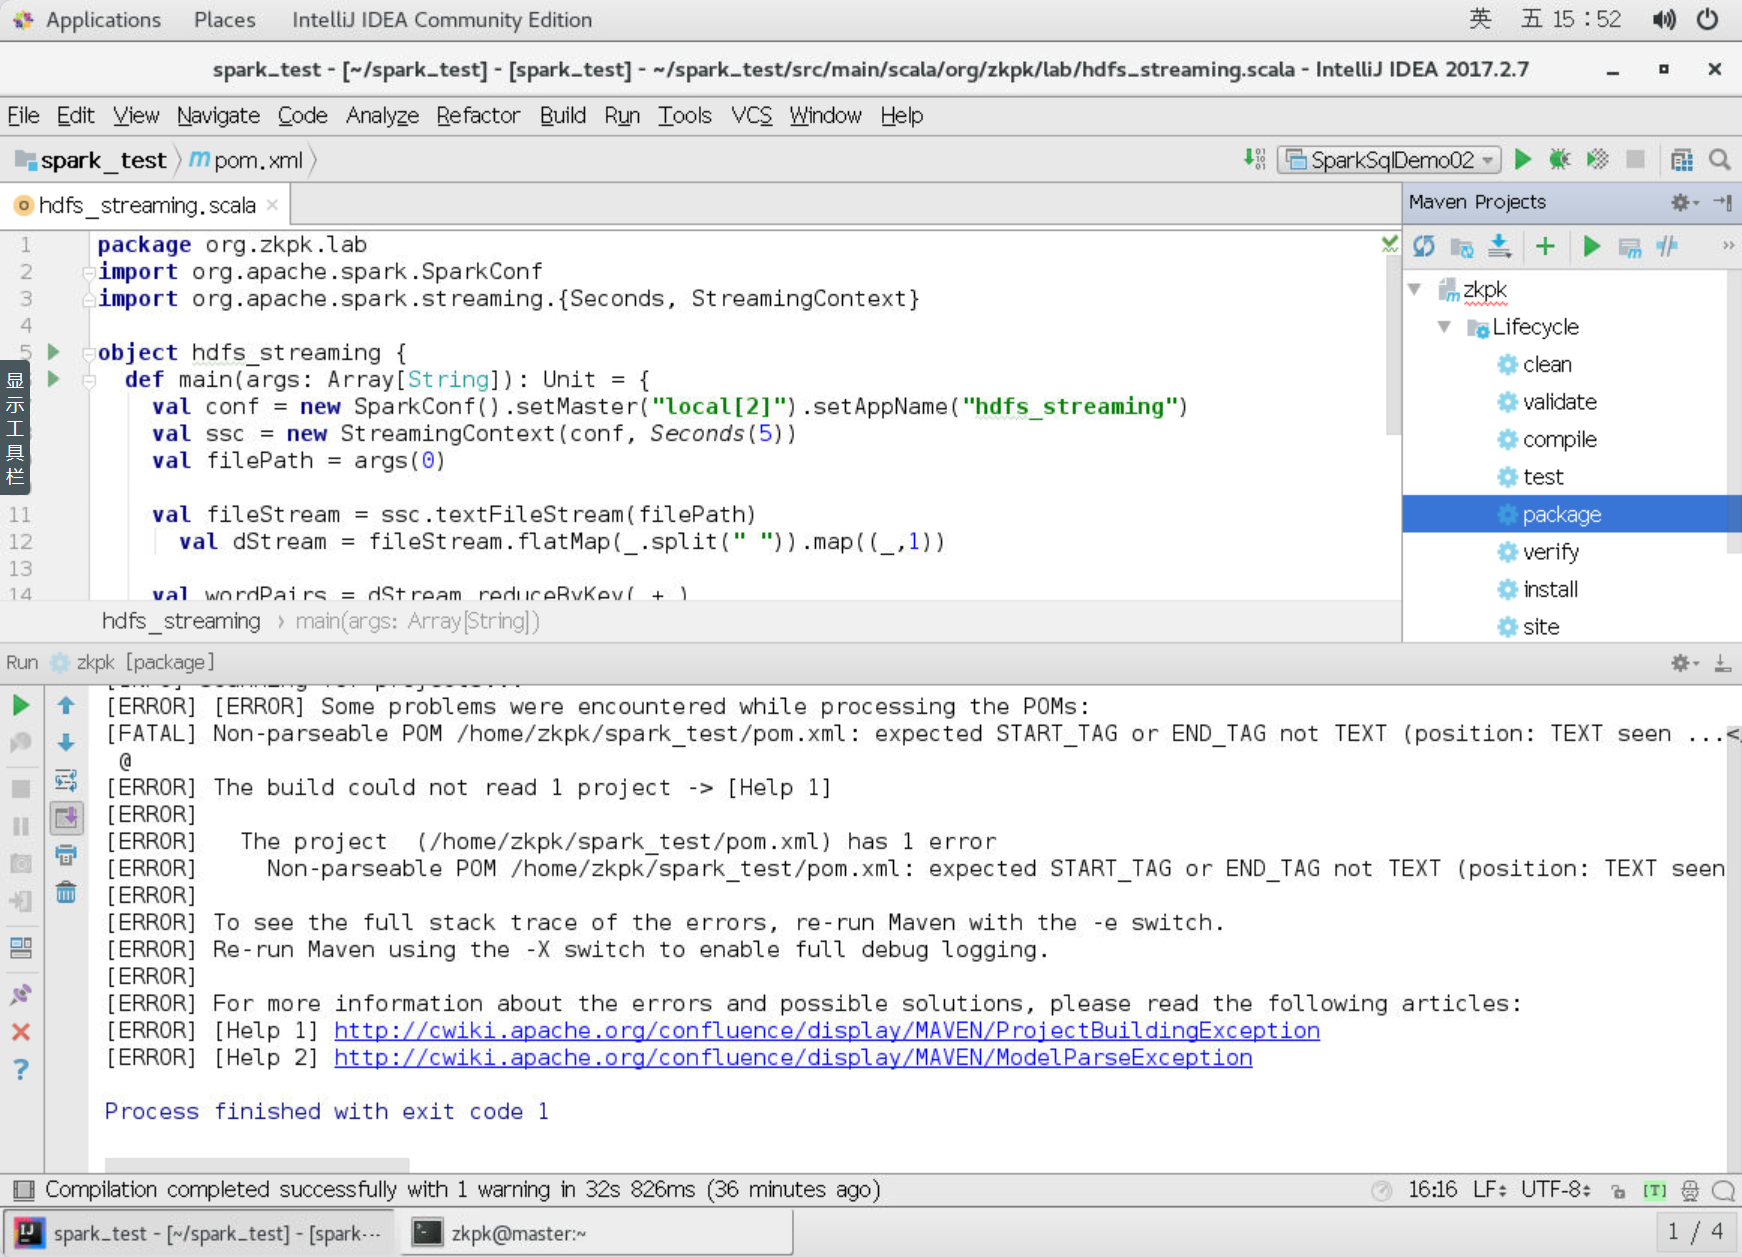 Applications Places IntelliJ IDEA Community Edition 英 五 15 : 52
spark_test - [~/spark_test] - [spark_test] - ~/spark_test/src/main/scala/org/zkpk/lab/hdfs_streaming.scala - IntelliJ IDEA 2017.2.7
File Edit View Navigate Code Analyze Refactor Build Run Tools VCS Window Help
spark_test pom.xml SparkSqlDemo02
hdfs_streaming.scala
Maven Projects
1 package org.zkpk.lab
2 import org.apache.spark.SparkConf
3 import org.apache.spark.streaming.{Seconds, StreamingContext}
4
5 object hdfs_streaming {
def main(args: Array[String]): Unit = {
val conf = new SparkConf().setMaster("local[2]").setAppName("hdfs_streaming")
val ssc = new StreamingContext(conf, Seconds(5))
val filePath = args(0)
11 val fileStream = ssc.textFileStream(filePath)
12 val dStream = fileStream.flatMap(_.split(" ")).map((_,1))
13
14 val wordPairs = dStream.reduceByKey(_+_)
显示工具栏
hdfs_streaming › main(args: Array[String])
zkpk
Lifecycle
clean
validate
compile
test
package
verify
install
site
Run zkpk [package]
[INFO] Scanning for projects...
[ERROR] [ERROR] Some problems were encountered while processing the POMs:
[FATAL] Non-parseable POM /home/zkpk/spark_test/pom.xml: expected START_TAG or END_TAG not TEXT (position: TEXT seen ...<
@
[ERROR] The build could not read 1 project -> [Help 1]
[ERROR]
[ERROR] The project (/home/zkpk/spark_test/pom.xml) has 1 error
[ERROR] Non-parseable POM /home/zkpk/spark_test/pom.xml: expected START_TAG or END_TAG not TEXT (position: TEXT seen
[ERROR]
[ERROR] To see the full stack trace of the errors, re-run Maven with the -e switch.
[ERROR] Re-run Maven using the -X switch to enable full debug logging.
[ERROR]
[ERROR] For more information about the errors and possible solutions, please read the following articles:
[ERROR] [Help 1] http://cwiki.apache.org/confluence/display/MAVEN/ProjectBuildingException
[ERROR] [Help 2] http://cwiki.apache.org/confluence/display/MAVEN/ModelParseException
Process finished with exit code 1
Compilation completed successfully with 1 warning in 32s 826ms (36 minutes ago) 16:16 LF UTF-8 [T]
spark_test - [~/spark_test] - [spark··· zkpk@master:~ 1 / 4